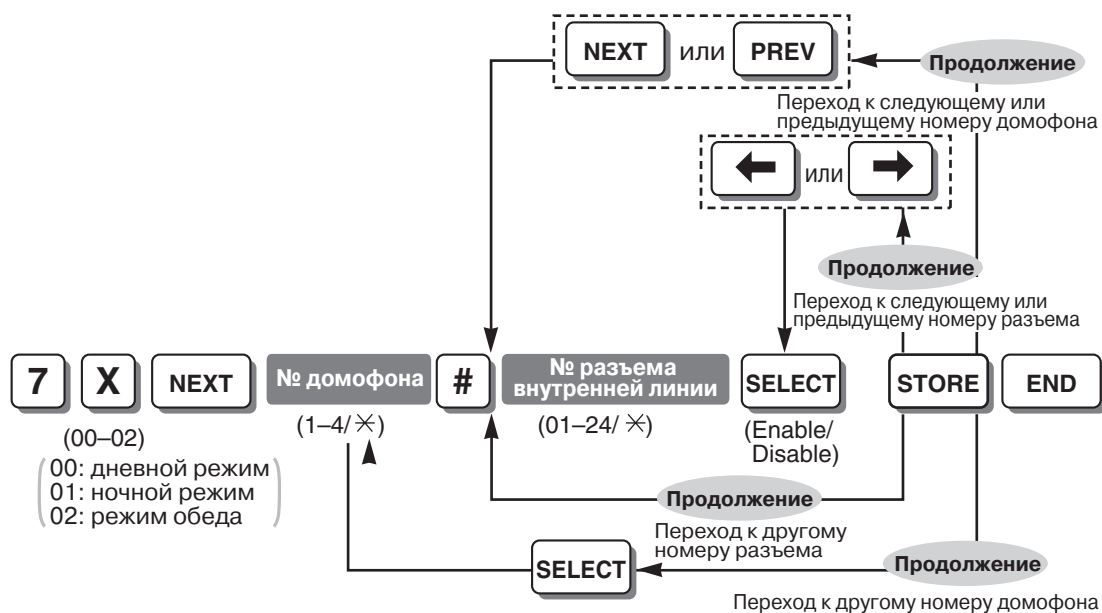 NEXT или PREV
Продолжение
Переход к следующему или
предыдущему номеру домофона
← или →
Продолжение
Переход к следующему или
предыдущему номеру разъема
7 X NEXT № домофона # № разъема
внутренней линии SELECT STORE END
(00–02)
(1–4/✳)
(01–24/ ✳)
(Enable/
Disable)
00: дневной режим
01: ночной режим
02: режим обеда
Продолжение
Переход к другому
номеру разъема
SELECT
Продолжение
Переход к другому номеру домофона